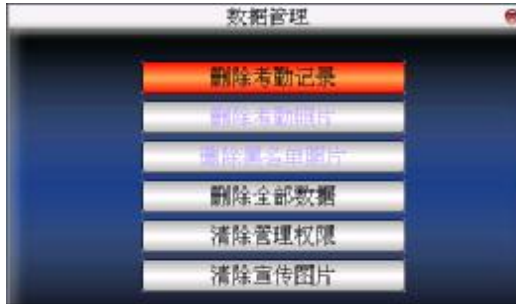 数据管理
删除考勤记录
删除考勤照片
删除黑名单照片
删除全部数据
清除管理权限
清除宣传图片